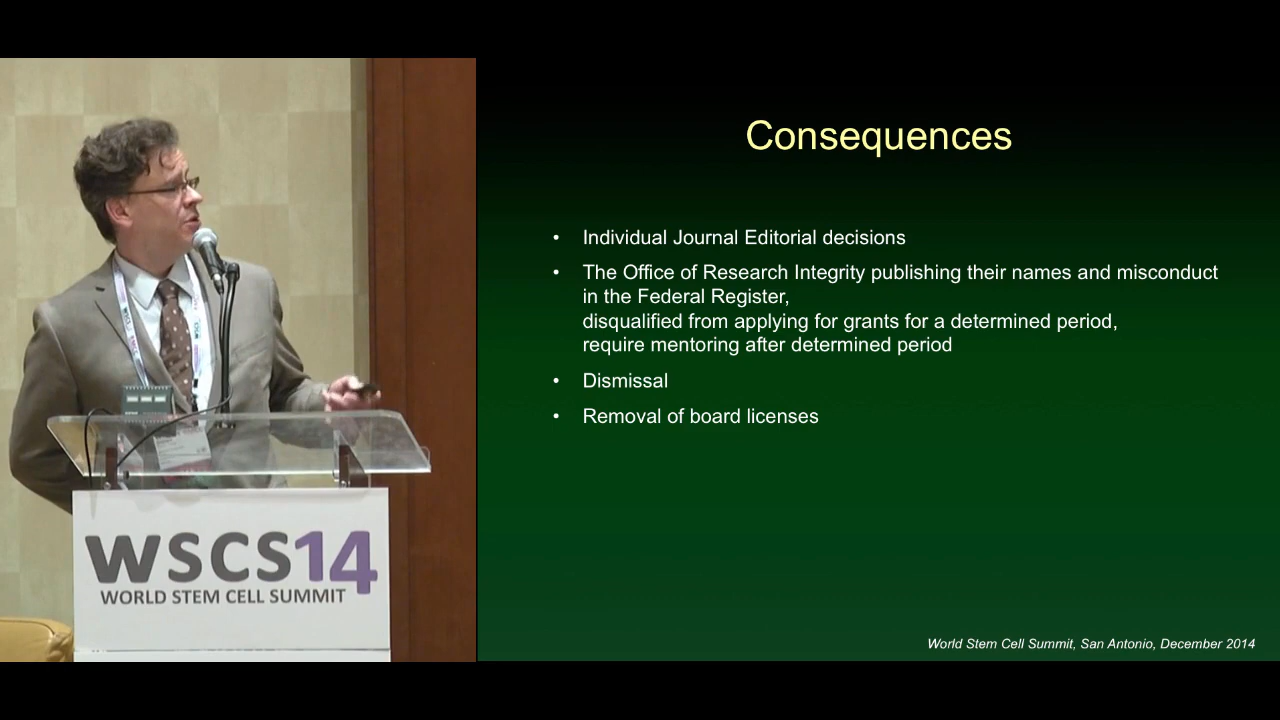 Consequences
• Individual Journal Editorial decisions
• The Office of Research Integrity publishing their names and misconduct
in the Federal Register,
disqualified from applying for grants for a determined period,
require mentoring after determined period
• Dismissal
• Removal of board licenses
WSCS14
WORLD STEM CELL SUMMIT
World Stem Cell Summit, San Antonio, December 2014